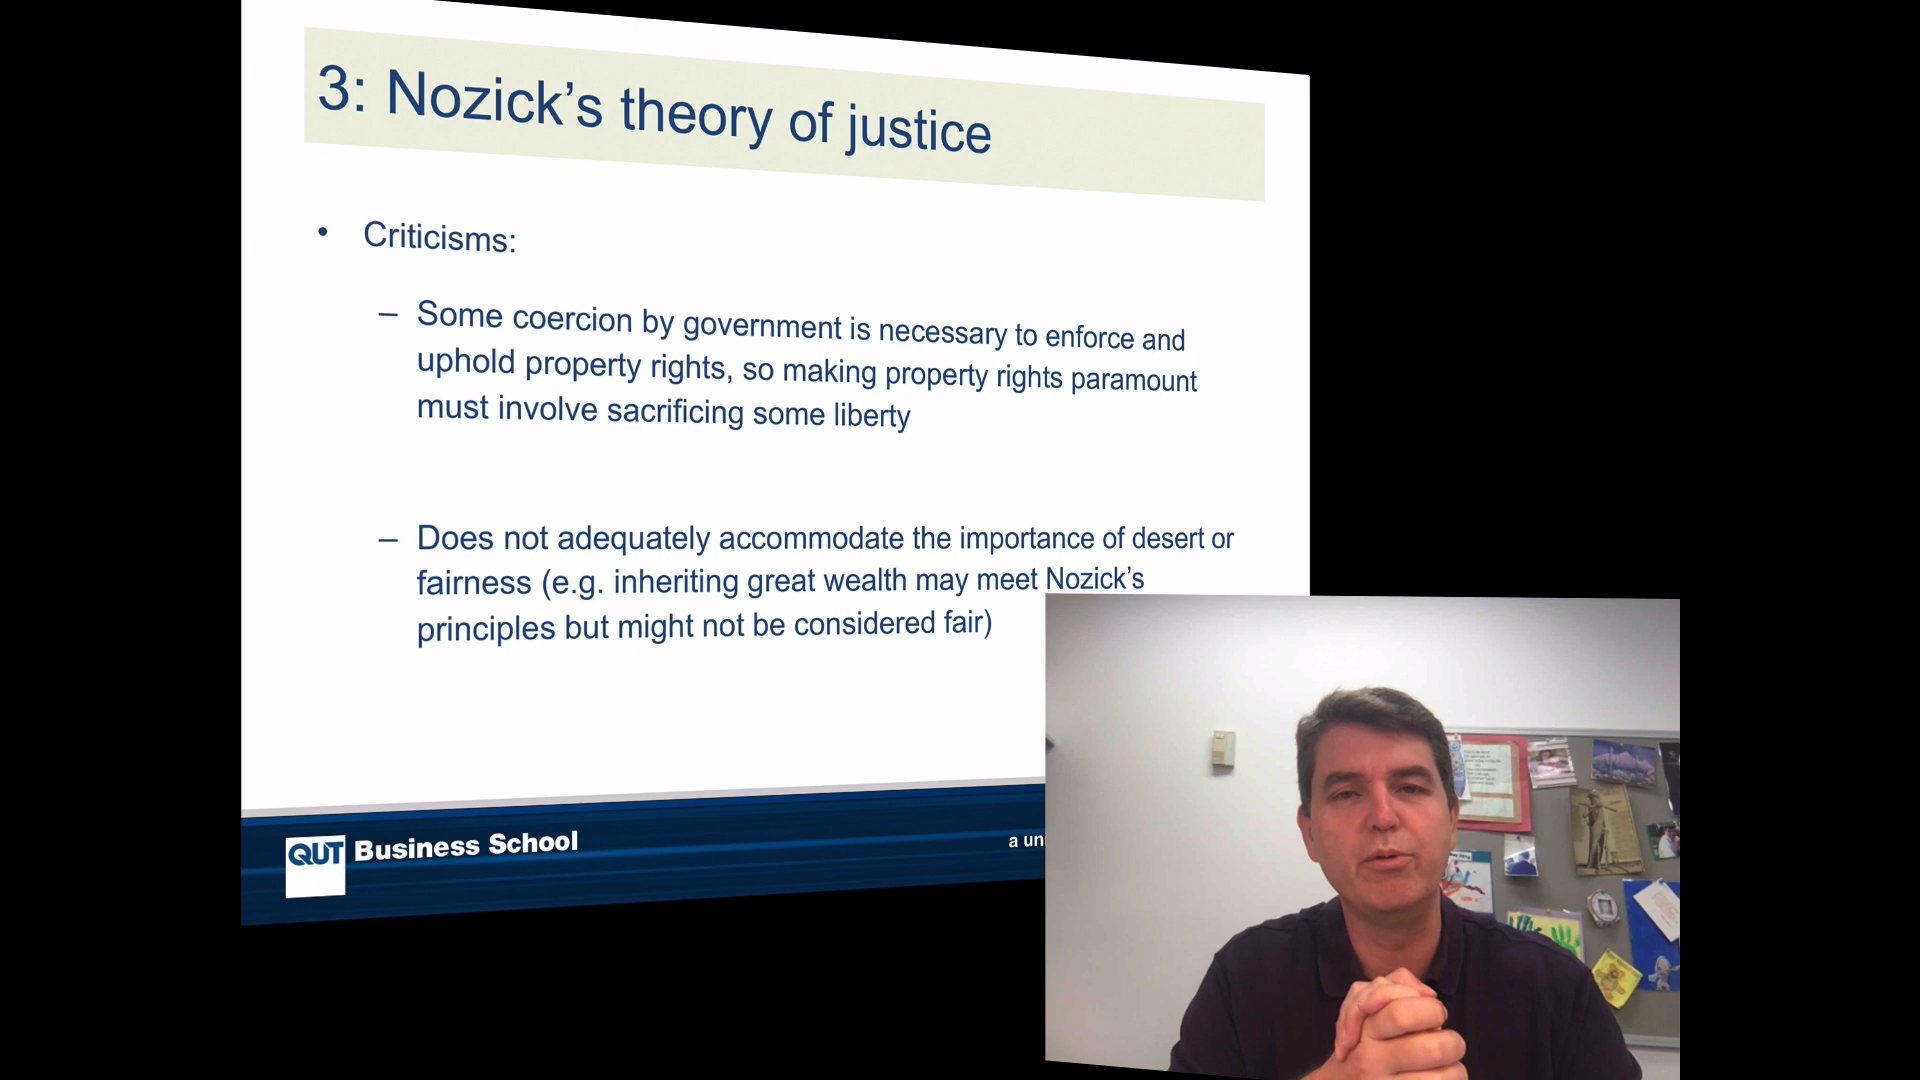 3: Nozick’s theory of justice
• Criticisms:
– Some coercion by government is necessary to enforce and
uphold property rights, so making property rights paramount
must involve sacrificing some liberty
– Does not adequately accommodate the importance of desert or
fairness (e.g. inheriting great wealth may meet Nozick’s
principles but might not be considered fair)
QUT Business School
a